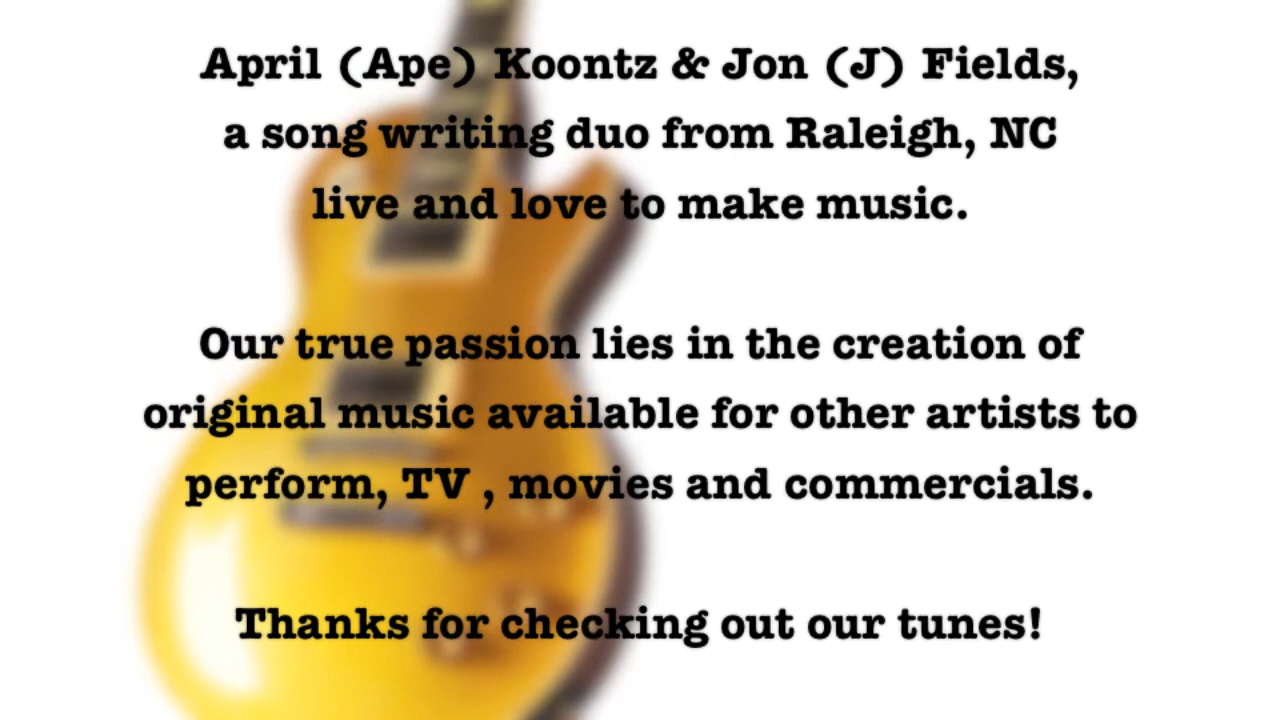 April (Ape) Koontz & Jon (J) Fields,
a song writing duo from Raleigh, NC
live and love to make music.
Our true passion lies in the creation of
original music available for other artists to
perform, TV , movies and commercials.
Thanks for checking out our tunes!